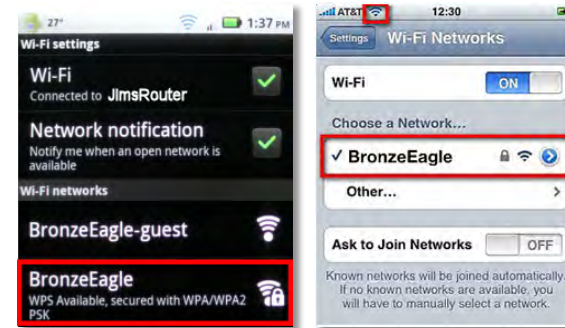 27°
1:37 PM
Wi-Fi settings
Wi-Fi
Connected to JImsRouter
Network notification
Notify me when an open network is
available
Wi-Fi networks
BronzeEagle-guest
BronzeEagle
WPS Available, secured with WPA/WPA2
PSK
AT&T
12:30
Settings
Wi-Fi Networks
Wi-Fi
ON
Choose a Network...
✓ BronzeEagle
Other...
Ask to Join Networks
OFF
Known networks will be joined automatically.
If no known networks are available, you
will have to manually select a network.